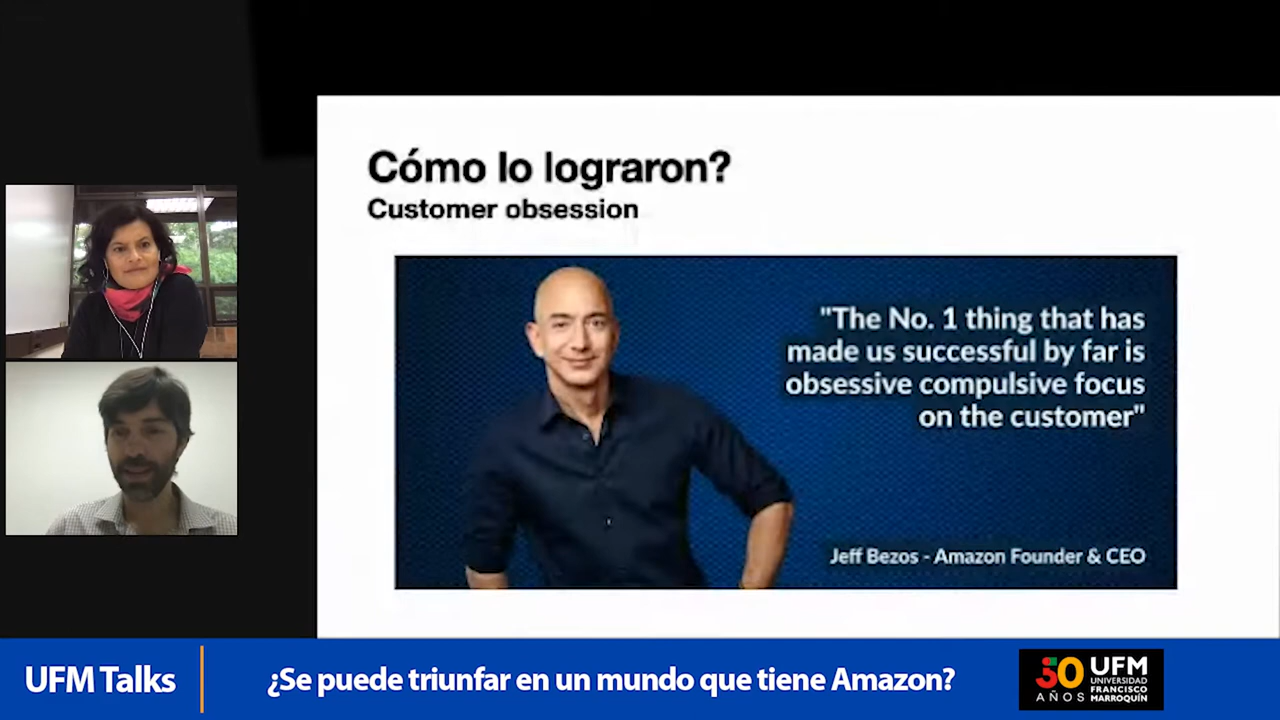 Cómo lo lograron?
Customer obsession
"The No. 1 thing that has
made us successful by far is
obsessive compulsive focus
on the customer"
Jeff Bezos - Amazon Founder & CEO
UFM Talks
¿Se puede triunfar en un mundo que tiene Amazon?
50
AÑOS
UFM
UNIVERSIDAD
FRANCISCO
MARROQUÍN